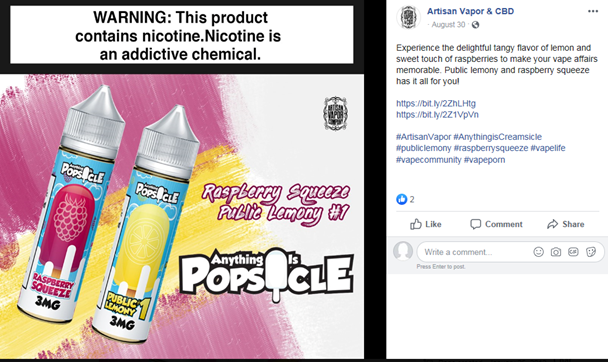 WARNING: This product
contains nicotine.Nicotine is
an addictive chemical.
ARTISAN
VAPOR
COMPANY
Raspberry Squeeze
Public Lemony #1
Anything Is
POPSICLE
POPSICLE
RASPBERRY
SQUEEZE
3MG
POPSICLE
PUBLIC
LEMONY #1
3MG
Artisan Vapor & CBD
August 30 ·
Experience the delightful tangy flavor of lemon and
sweet touch of raspberries to make your vape affairs
memorable. Public lemony and raspberry squeeze
has it all for you!
https://bit.ly/2ZhLHtg
https://bit.ly/2Z1VpVn
#ArtisanVapor #AnythingisCreamsicle
#publiclemony #raspberrysqueeze #vapelife
#vapecommunity #vapeporn
2
Like Comment Share
Write a comment...
GIF
Press Enter to post.